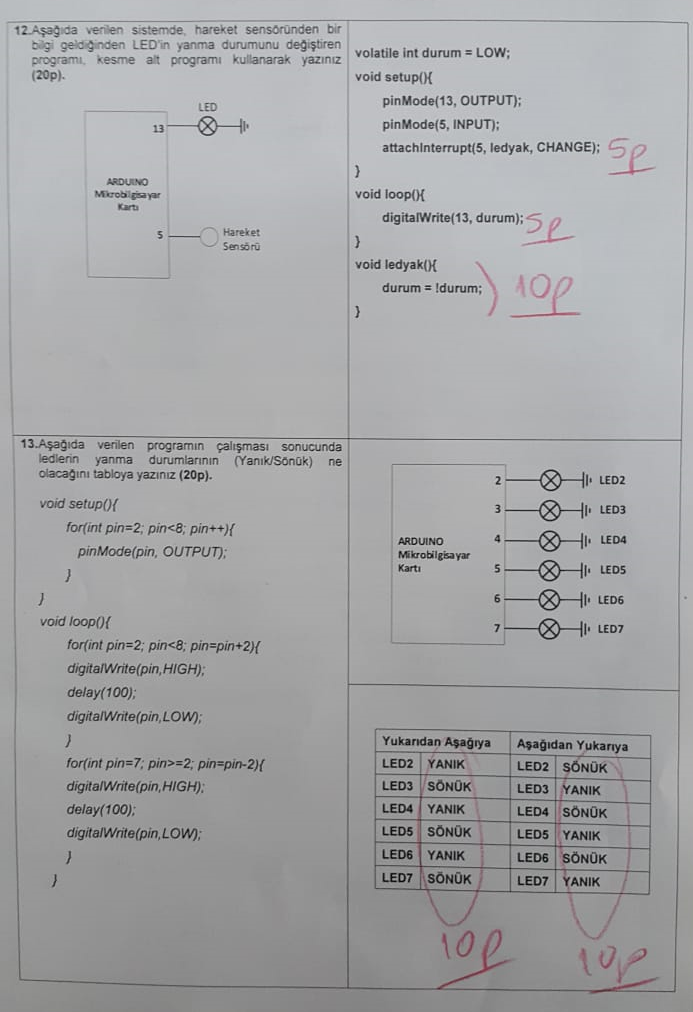 12.Aşağıda verilen sistemde, hareket sensöründen bir
bilgi geldiğinden LED'in yanma durumunu değiştiren
programı, kesme alt programı kullanarak yazınız
(20p).
LED
13
ARDUINO
Mikrobilgisayar
Kartı
5
Hareket
Sensörü
volatile int durum = LOW;
void setup(){
pinMode(13, OUTPUT);
pinMode(5, INPUT);
attachInterrupt(5, ledyak, CHANGE); 5p
}
void loop(){
digitalWrite(13, durum); 5p
}
void ledyak(){
durum = !durum; 10p
}
13.Aşağıda verilen programın çalışması sonucunda
ledlerin yanma durumlarının (Yanık/Sönük) ne
olacağını tabloya yazınız (20p).
void setup(){
for(int pin=2; pin<8; pin++){
pinMode(pin, OUTPUT);
}
}
void loop(){
for(int pin=2; pin<8; pin=pin+2){
digitalWrite(pin,HIGH);
delay(100);
digitalWrite(pin,LOW);
}
for(int pin=7; pin>=2; pin=pin-2){
digitalWrite(pin,HIGH);
delay(100);
digitalWrite(pin,LOW);
}
}
ARDUINO
Mikrobilgisayar
Kartı
2 LED2
3 LED3
4 LED4
5 LED5
6 LED6
7 LED7
Yukarıdan Aşağıya Aşağıdan Yukarıya
LED2 YANIK LED2 SÖNÜK
LED3 SÖNÜK LED3 YANIK
LED4 YANIK LED4 SÖNÜK
LED5 SÖNÜK LED5 YANIK
LED6 YANIK LED6 SÖNÜK
LED7 SÖNÜK LED7 YANIK
10p 10p